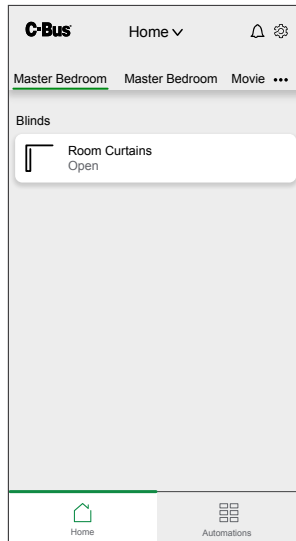 C-Bus Home
Master Bedroom Master Bedroom Movie •••
Blinds
Room Curtains
Open
Home Automations